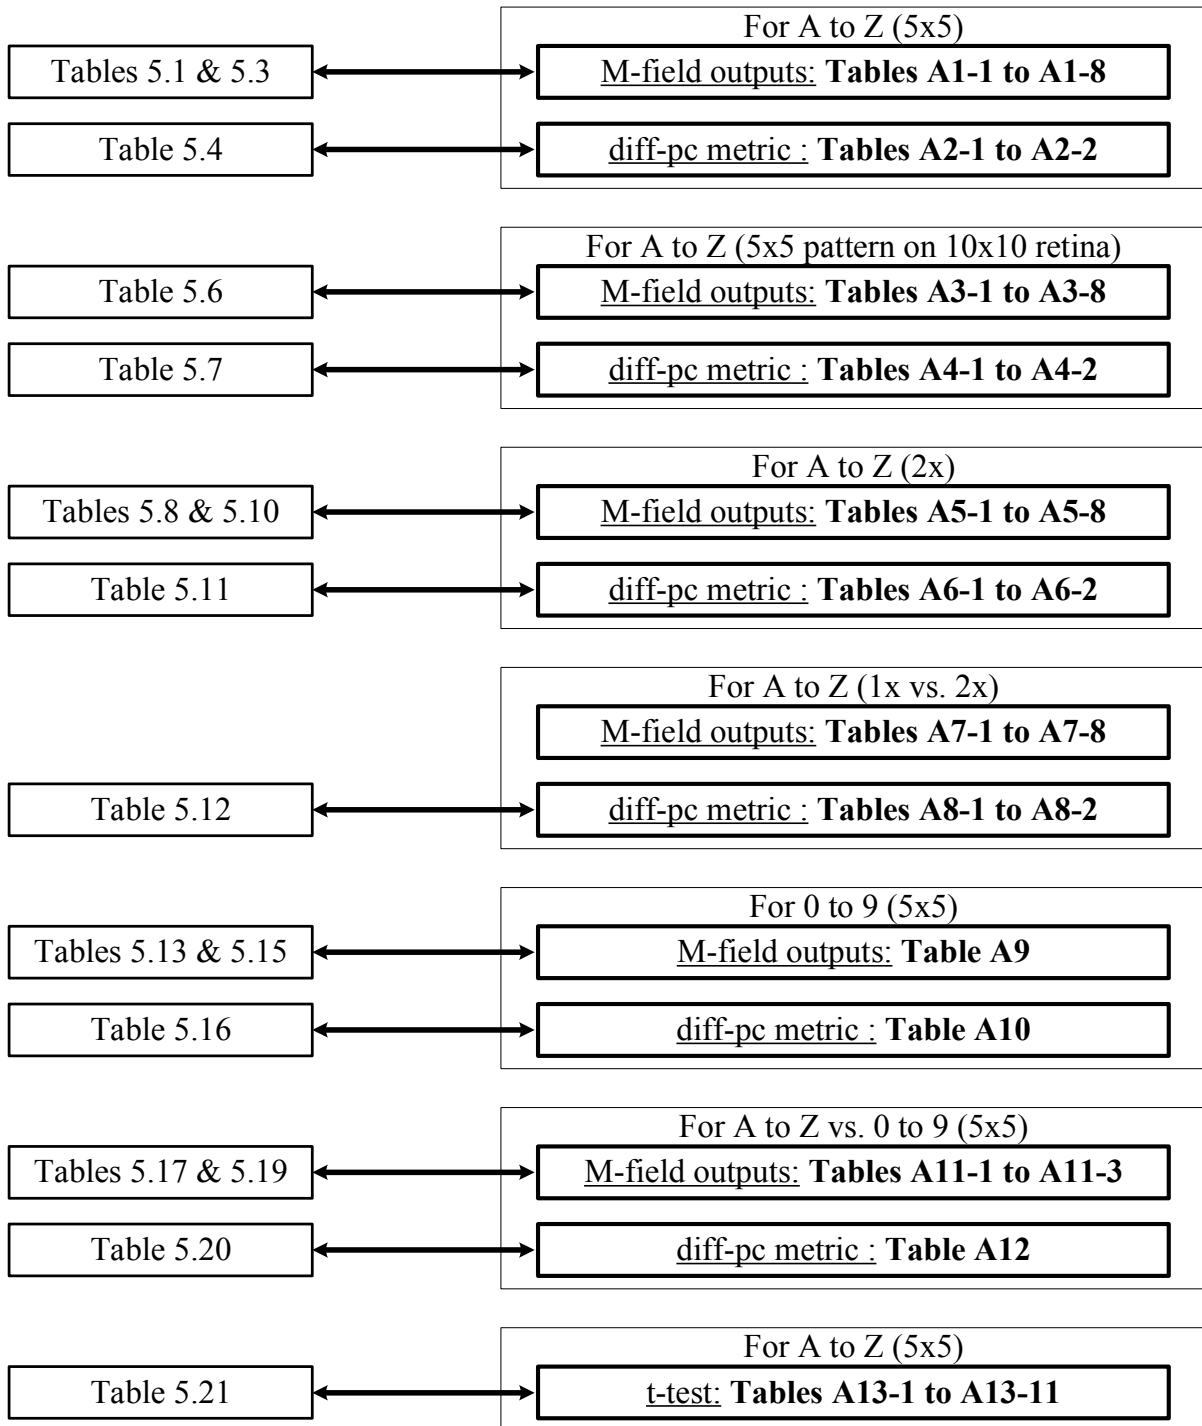 For A to Z (5x5)
Tables 5.1 & 5.3
M-field outputs: Tables A1-1 to A1-8
Table 5.4
diff-pc metric : Tables A2-1 to A2-2
For A to Z (5x5 pattern on 10x10 retina)
Table 5.6
M-field outputs: Tables A3-1 to A3-8
Table 5.7
diff-pc metric : Tables A4-1 to A4-2
For A to Z (2x)
Tables 5.8 & 5.10
M-field outputs: Tables A5-1 to A5-8
Table 5.11
diff-pc metric : Tables A6-1 to A6-2
For A to Z (1x vs. 2x)
M-field outputs: Tables A7-1 to A7-8
Table 5.12
diff-pc metric : Tables A8-1 to A8-2
For 0 to 9 (5x5)
Tables 5.13 & 5.15
M-field outputs: Table A9
Table 5.16
diff-pc metric : Table A10
For A to Z vs. 0 to 9 (5x5)
Tables 5.17 & 5.19
M-field outputs: Tables A11-1 to A11-3
Table 5.20
diff-pc metric : Table A12
For A to Z (5x5)
Table 5.21
t-test: Tables A13-1 to A13-11